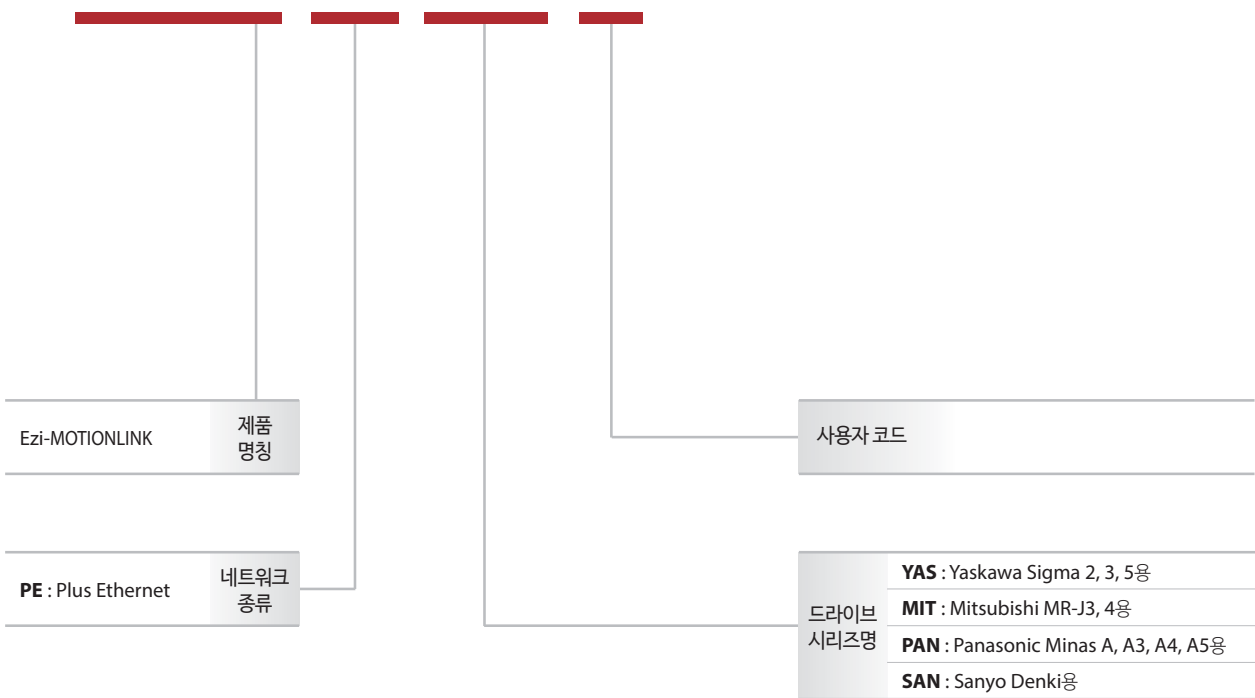 Ezi-MOTIONLINK
제품
명칭
사용자 코드
PE : Plus Ethernet
네트워크
종류
드라이브
시리즈명
YAS : Yaskawa Sigma 2, 3, 5용
MIT : Mitsubishi MR-J3, 4용
PAN : Panasonic Minas A, A3, A4, A5용
SAN : Sanyo Denki용